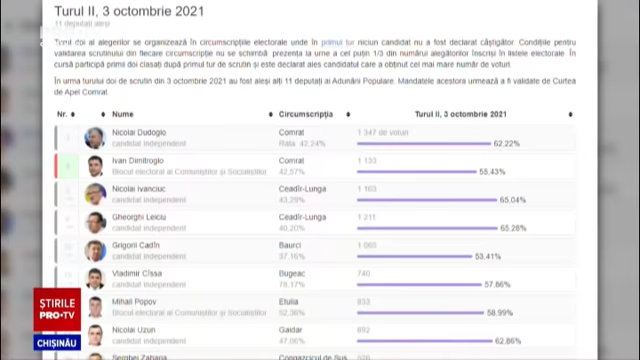 Turul II, 3 octombrie 2021
11 deputați aleși
Turul doi al alegerilor se organizează în circumscripțiile electorale unde în primul tur niciun candidat nu a fost declarat câștigător. Condițiile pentru
validarea scrutinului din fiecare circumscripție nu se schimbă: prezența la urne a cel puțin 1/3 din numărul alegătorilor înscriși în listele electorale. În
cursă participă primii doi clasați după primul tur de scrutin și este declarat ales candidatul care a obținut cel mai mare număr de voturi.
În urma turului doi de scrutin din 3 octombrie 2021 au fost aleși alți 11 deputați ai Adunării Populare. Mandatele acestora urmează a fi validate de Curtea
de Apel Comrat.
Nr. Nume Circumscripția Turul II, 3 octombrie 2021
Nicolai Dudoglo Comrat 1 347 de voturi
candidat independent Rata: 42,24% 62,22%
Ivan Dimitroglo Comrat 1 133
Blocul electoral al Comuniștilor și Socialiștilor 42,57% 55,43%
Nicolai Ivanciuc Ceadîr-Lunga 1 163
candidat independent 43,29% 65,04%
Gheorghi Leiciu Ceadîr-Lunga 1 211
candidat independent 40,20% 65,28%
Grigorii Cadîn Baurci
candidat independent 37,16% 53,41%
Vladimir Cîssa Bugeac 740
candidat independent 76,17% 57,86%
Mihail Popov Etulia 833
Blocul electoral al Comuniștilor și Socialiștilor 52,36% 58,99%
Nicolai Uzun Gaidar 892
candidat independent 47,06% 62,86%
Serghei Zaharia Congazcicul de Sus
ȘTIRILE
PRO•TV
CHIȘINĂU